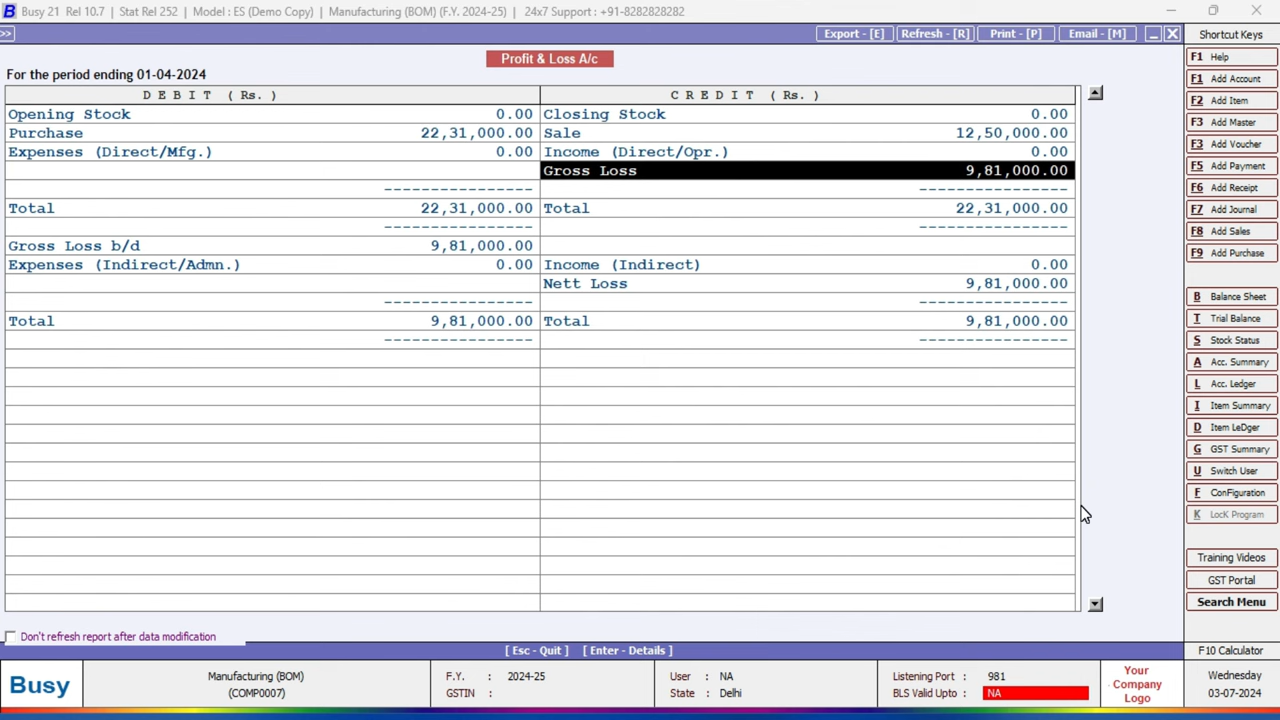 Busy 21 Rel 10.7 | Stat Rel 252 | Model : ES (Demo Copy) | Manufacturing (BOM) (F.Y. 2024-25) | 24x7 Support : +91-8282828282
>> Export - [E] Refresh - [R] Print - [P] Email - [M] Shortcut Keys
Profit & Loss A/c
For the period ending 01-04-2024
D E B I T ( Rs. ) C R E D I T ( Rs. )
Opening Stock 0.00 Closing Stock 0.00
Purchase 22,31,000.00 Sale 12,50,000.00
Expenses (Direct/Mfg.) 0.00 Income (Direct/Opr.) 0.00
Gross Loss 9,81,000.00
---------------- ----------------
Total 22,31,000.00 Total 22,31,000.00
---------------- ----------------
Gross Loss b/d 9,81,000.00
Expenses (Indirect/Admn.) 0.00 Income (Indirect) 0.00
Nett Loss 9,81,000.00
---------------- ----------------
Total 9,81,000.00 Total 9,81,000.00
---------------- ----------------
F1 Help
F1 Add Account
F2 Add Item
F3 Add Master
F3 Add Voucher
F5 Add Payment
F6 Add Receipt
F7 Add Journal
F8 Add Sales
F9 Add Purchase
B Balance Sheet
T Trial Balance
S Stock Status
A Acc. Summary
L Acc. Ledger
I Item Summary
D Item LeDger
G GST Summary
U Switch User
F ConFiguration
K LocK Program
Training Videos
GST Portal
Search Menu
Don't refresh report after data modification
[ Esc - Quit ] [ Enter - Details ] F10 Calculator
Busy
Manufacturing (BOM)
(COMP0007)
F.Y. : 2024-25
GSTIN :
User : NA
State : Delhi
Listening Port : 981
BLS Valid Upto : NA
Your
Company
Logo
Wednesday
03-07-2024